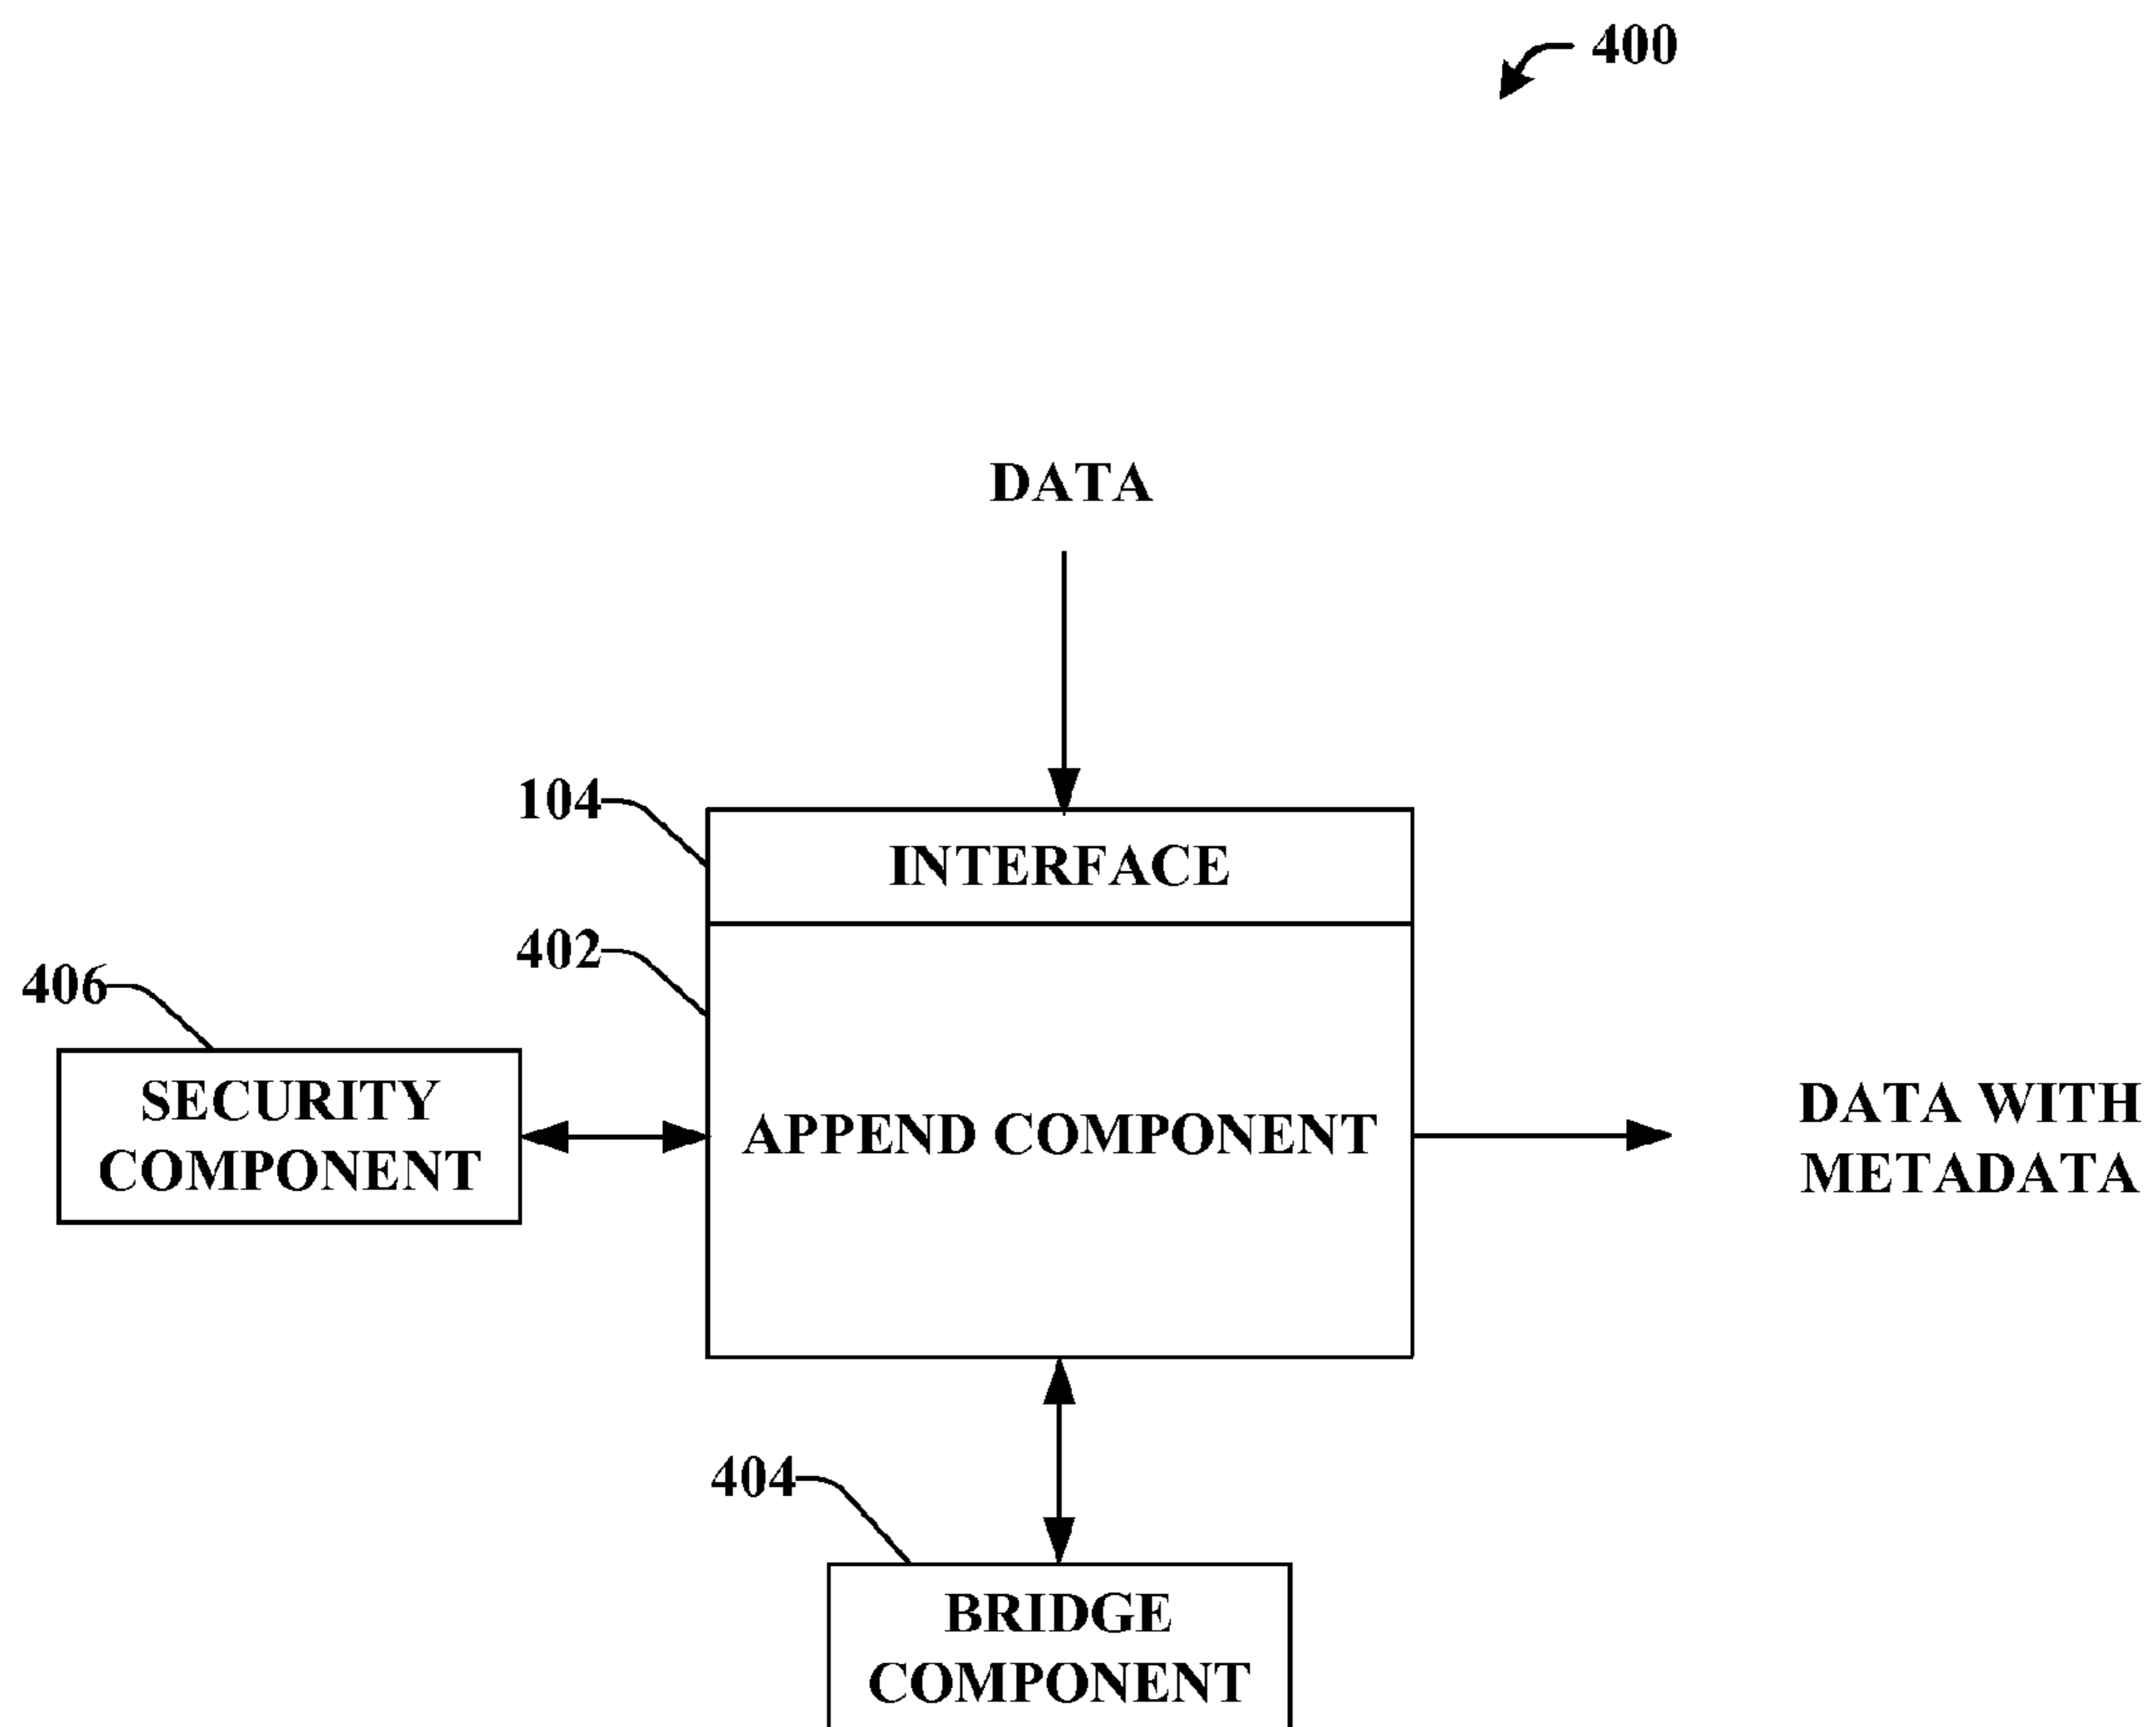 400
DATA
104
INTERFACE
402
406
SECURITY
COMPONENT
APPEND COMPONENT
DATA WITH
METADATA
404
BRIDGE
COMPONENT